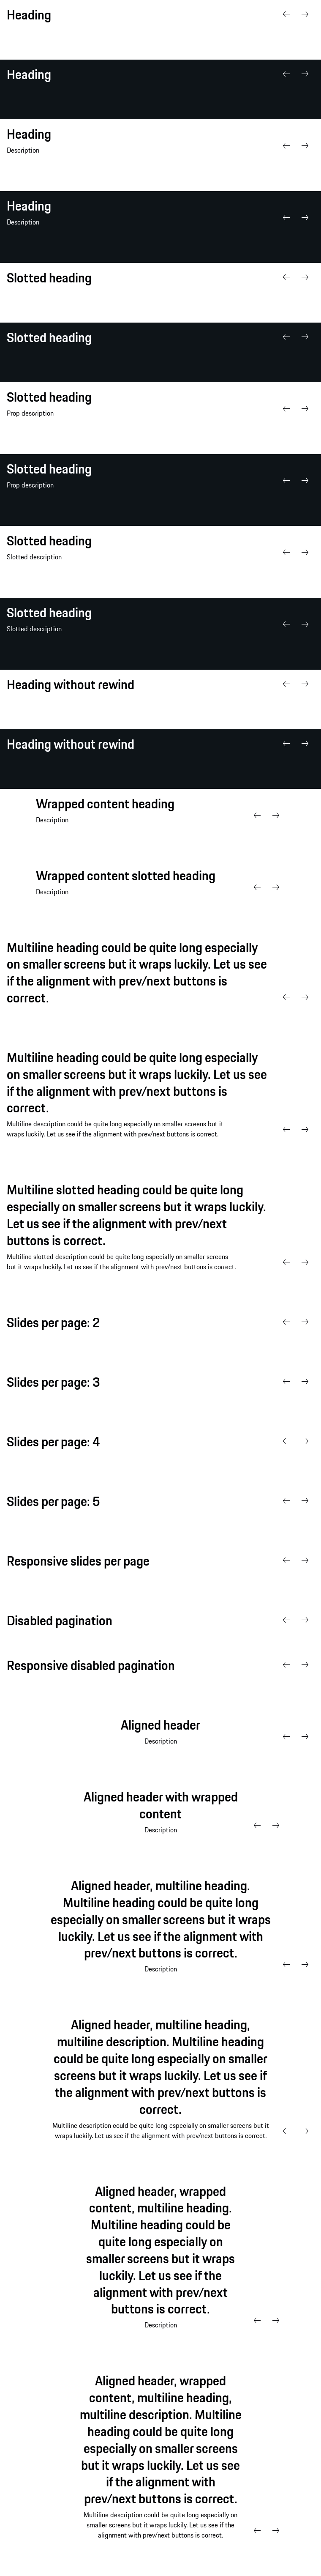 Heading
Heading
Heading
Description
Heading
Description
Slotted heading
Slotted heading
Slotted heading
Prop description
Slotted heading
Prop description
Slotted heading
Slotted description
Slotted heading
Slotted description
Heading without rewind
Heading without rewind
Wrapped content heading
Description
Wrapped content slotted heading
Description
Multiline heading could be quite long especially
on smaller screens but it wraps luckily. Let us see
if the alignment with prev/next buttons is
correct.
Multiline heading could be quite long especially
on smaller screens but it wraps luckily. Let us see
if the alignment with prev/next buttons is
correct.
Multiline description could be quite long especially on smaller screens but it
wraps luckily. Let us see if the alignment with prev/next buttons is correct.
Multiline slotted heading could be quite long
especially on smaller screens but it wraps luckily.
Let us see if the alignment with prev/next
buttons is correct.
Multiline slotted description could be quite long especially on smaller screens
but it wraps luckily. Let us see if the alignment with prev/next buttons is correct.
Slides per page: 2
Slides per page: 3
Slides per page: 4
Slides per page: 5
Responsive slides per page
Disabled pagination
Responsive disabled pagination
Aligned header
Description
Aligned header with wrapped
content
Description
Aligned header, multiline heading.
Multiline heading could be quite long
especially on smaller screens but it wraps
luckily. Let us see if the alignment with
prev/next buttons is correct.
Description
Aligned header, multiline heading,
multiline description. Multiline heading
could be quite long especially on smaller
screens but it wraps luckily. Let us see if
the alignment with prev/next buttons is
correct.
Multiline description could be quite long especially on smaller screens but it
wraps luckily. Let us see if the alignment with prev/next buttons is correct.
Aligned header, wrapped
content, multiline heading.
Multiline heading could be
quite long especially on
smaller screens but it wraps
luckily. Let us see if the
alignment with prev/next
buttons is correct.
Description
Aligned header, wrapped
content, multiline heading,
multiline description. Multiline
heading could be quite long
especially on smaller screens
but it wraps luckily. Let us see
if the alignment with
prev/next buttons is correct.
Multiline description could be quite long especially on
smaller screens but it wraps luckily. Let us see if the
alignment with prev/next buttons is correct.